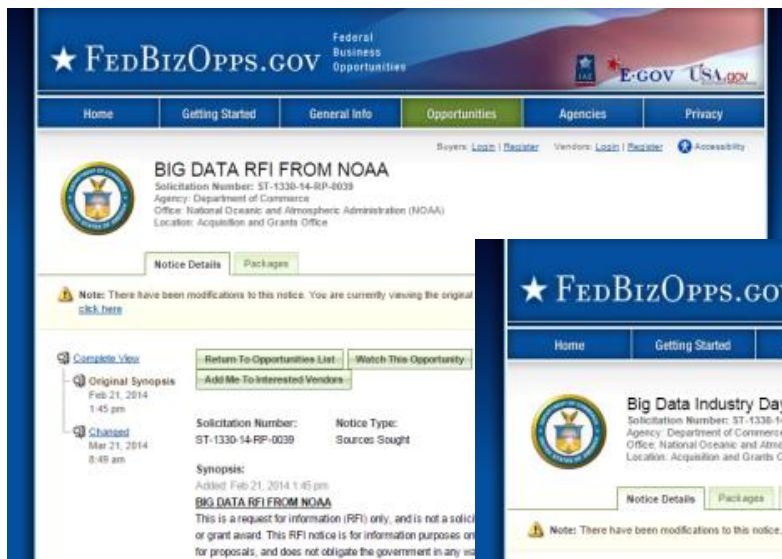 ★ FEDBIZOPPS.GOV
Federal
Business
Opportunities
E-GOV USA.gov
Home Getting Started General Info Opportunities Agencies Privacy
Buyers: Login | Register Vendors: Login | Register Accessibility
BIG DATA RFI FROM NOAA
Solicitation Number: ST-1330-14-RP-0039
Agency: Department of Commerce
Office: National Oceanic and Atmospheric Administration (NOAA)
Location: Acquisition and Grants Office
Notice Details Packages
Note: There have been modifications to this notice. You are currently viewing the original
click here
Complete View
Original Synopsis
Feb 21, 2014
1:45 pm
Changed
Mar 21, 2014
8:49 am
Return To Opportunities List Watch This Opportunity
Add Me To Interested Vendors
Solicitation Number: Notice Type:
ST-1330-14-RP-0039 Sources Sought
Synopsis:
Added: Feb 21, 2014 1:45 pm
BIG DATA RFI FROM NOAA
This is a request for information (RFI) only, and is not a solici
or grant award. This RFI notice is for information purposes on
for proposals, and does not obligate the government in any wa
★ FEDBIZOPPS.GOV
Home Getting Started
Big Data Industry Day
Solicitation Number: ST-1330-1
Agency: Department of Commerce
Office: National Oceanic and Atmo
Location: Acquisition and Grants O
Notice Details Packages
Note: There have been modifications to this notice.